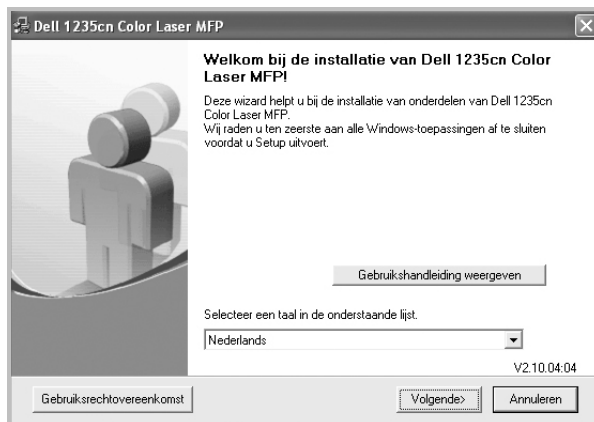 Dell 1235cn Color Laser MFP
Welkom bij de installatie van Dell 1235cn Color
Laser MFP!
Deze wizard helpt u bij de installatie van onderdelen van Dell 1235cn
Color Laser MFP.
Wij raden u ten zeerste aan alle Windows-toepassingen af te sluiten
voordat u Setup uitvoert.
Gebruikshandleiding weergeven
Selecteer een taal in de onderstaande lijst.
Nederlands
V2.10.04:04
Gebruiksrechtovereenkomst
Volgende>
Annuleren